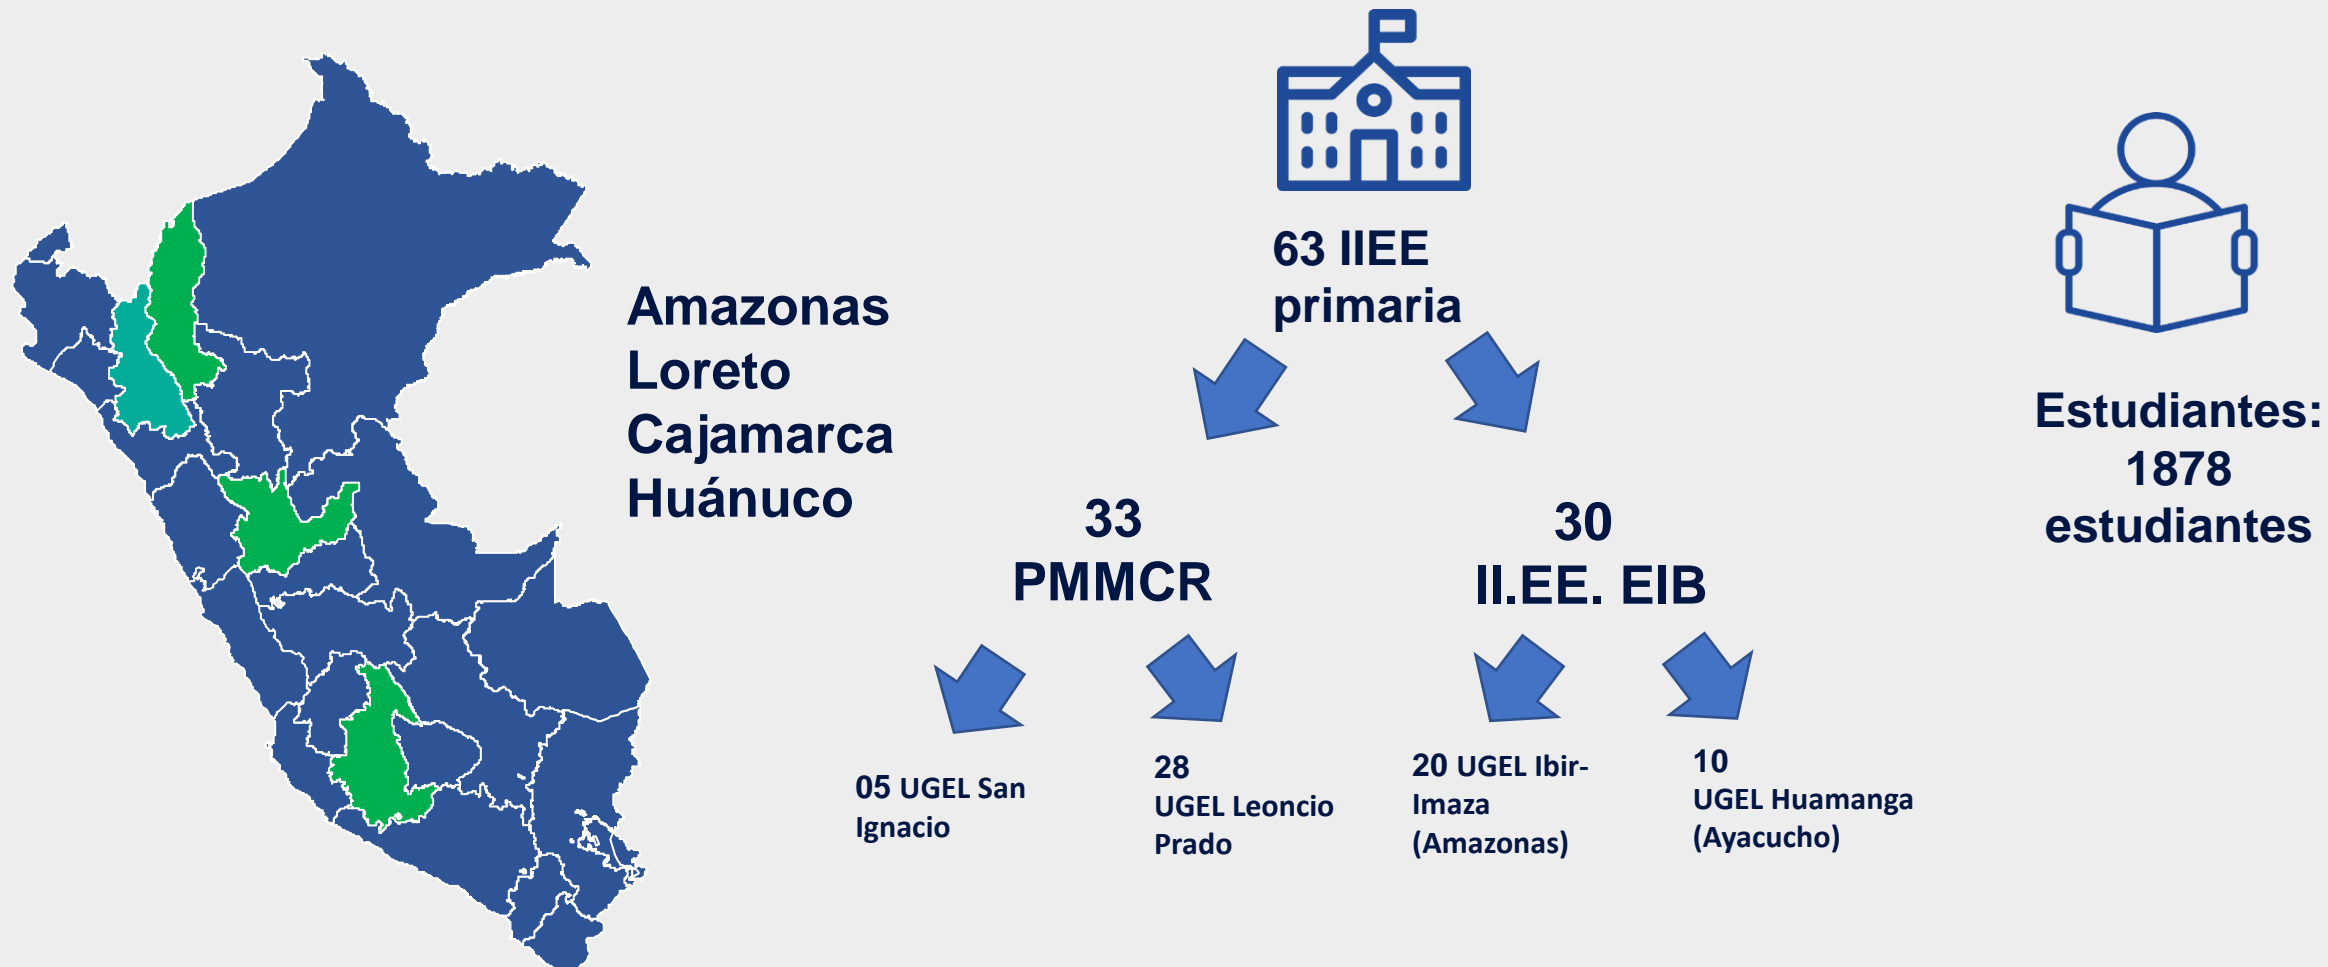 Amazonas
Loreto
Cajamarca
Huánuco
63 IIEE
primaria
33
PMMCR
30
II.EE. EIB
05 UGEL San
Ignacio
28
UGEL Leoncio
Prado
20 UGEL Ibir-
Imaza
(Amazonas)
10
UGEL Huamanga
(Ayacucho)
Estudiantes:
1878
estudiantes